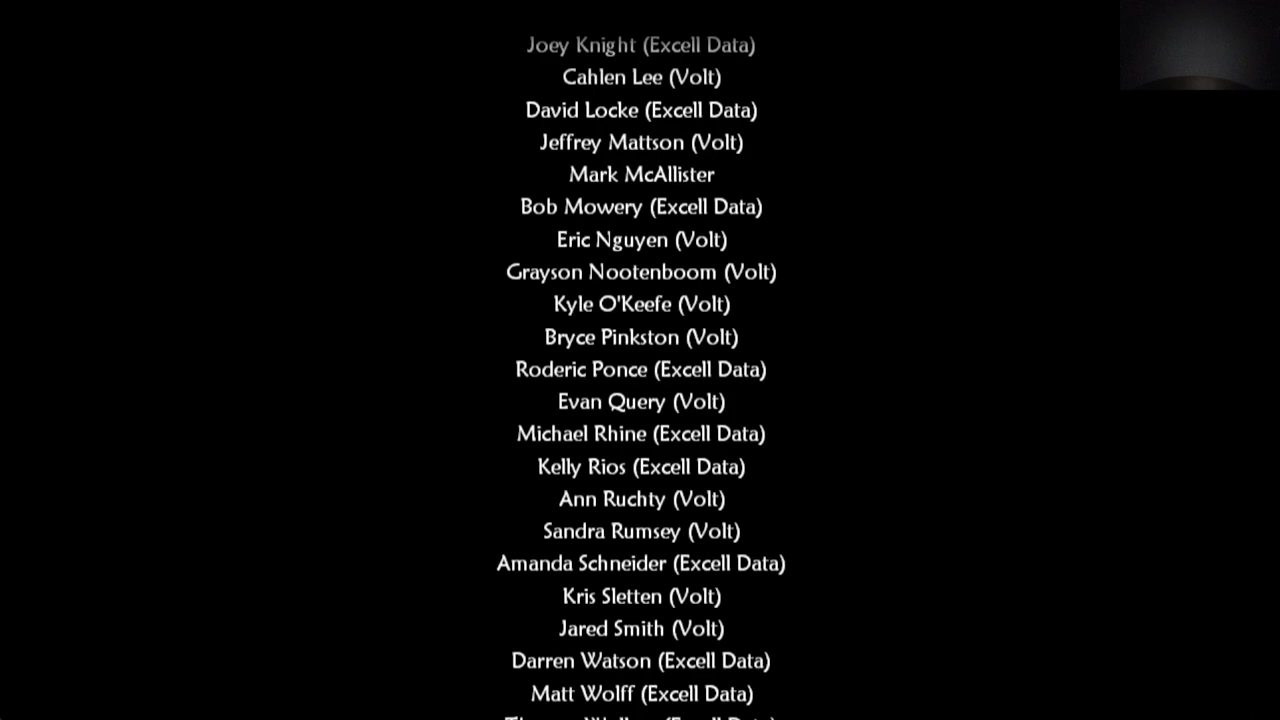 Joey Knight (Excell Data)
Cahlen Lee (Volt)
David Locke (Excell Data)
Jeffrey Mattson (Volt)
Mark McAllister
Bob Mowery (Excell Data)
Eric Nguyen (Volt)
Grayson Nootenboom (Volt)
Kyle O'Keefe (Volt)
Bryce Pinkston (Volt)
Roderic Ponce (Excell Data)
Evan Query (Volt)
Michael Rhine (Excell Data)
Kelly Rios (Excell Data)
Ann Ruchty (Volt)
Sandra Rumsey (Volt)
Amanda Schneider (Excell Data)
Kris Sletten (Volt)
Jared Smith (Volt)
Darren Watson (Excell Data)
Matt Wolff (Excell Data)